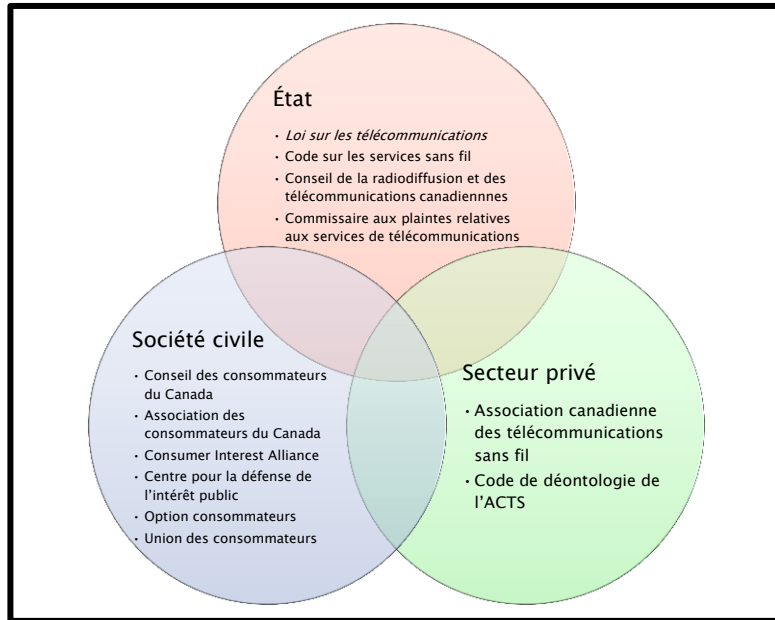 État
• Loi sur les télécommunications
• Code sur les services sans fil
• Conseil de la radiodiffusion et des
télécommunications canadiennnes
• Commissaire aux plaintes relatives
aux services de télécommunications
Société civile
• Conseil des consommateurs
du Canada
• Association des
consommateurs du Canada
• Consumer Interest Alliance
• Centre pour la défense de
l'intérêt public
• Option consommateurs
• Union des consommateurs
Secteur privé
• Association canadienne
des télécommunications
sans fil
• Code de déontologie de
l'ACTS